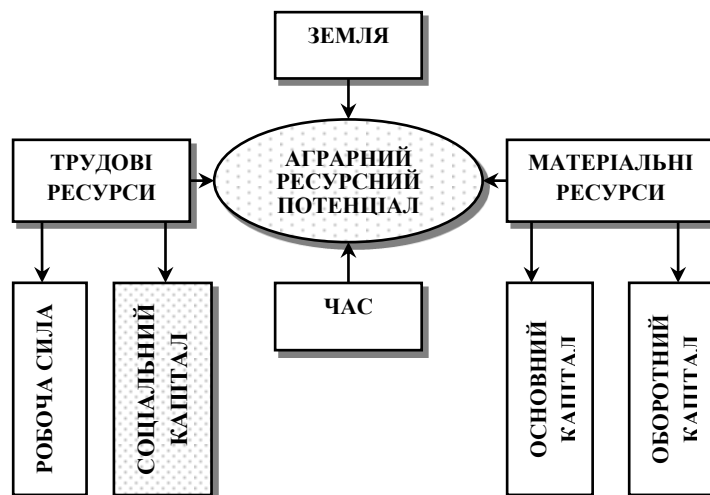 ЗЕМЛЯ
ТРУДОВІ
РЕСУРСИ
АГРАРНИЙ
РЕСУРСНИЙ
ПОТЕНЦІАЛ
МАТЕРІАЛЬНІ
РЕСУРСИ
ЧАС
РОБОЧА СИЛА
СОЦІАЛЬНИЙ
КАПІТАЛ
ОСНОВНИЙ
КАПІТАЛ
ОБОРОТНИЙ
КАПІТАЛ